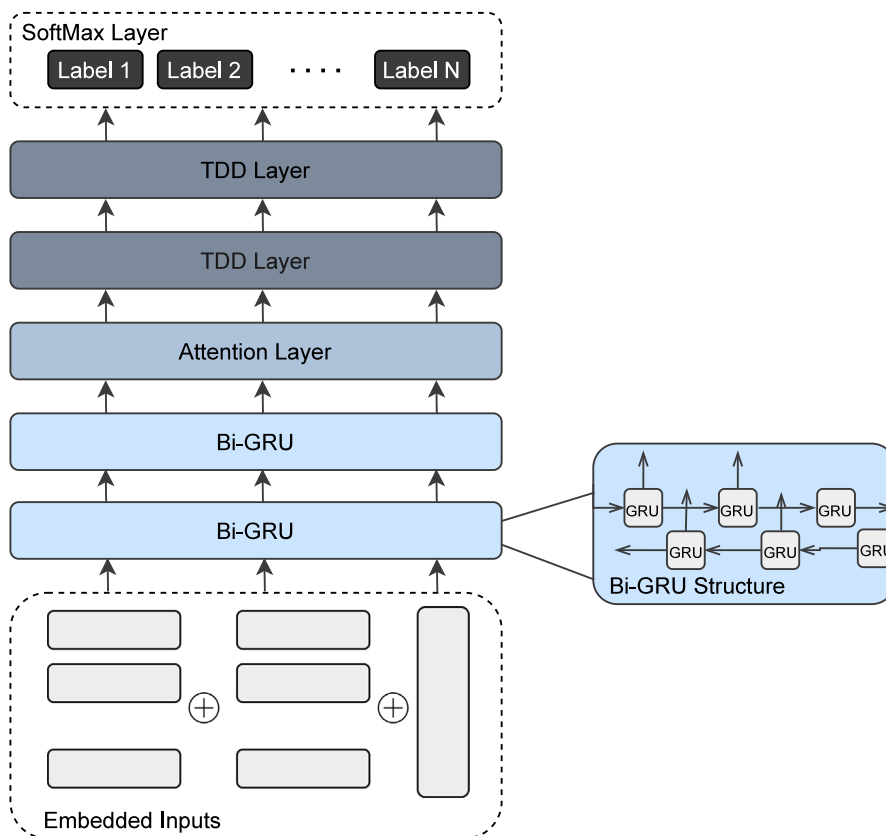 SoftMax Layer
Label 1 Label 2 . . . . Label N
TDD Layer
TDD Layer
Attention Layer
Bi-GRU
Bi-GRU
GRU GRU GRU
GRU GRU GRU
Bi-GRU Structure
Embedded Inputs